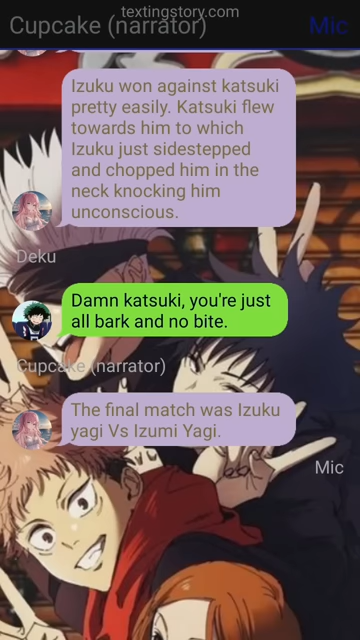 textingstory.com
Cupcake (narrator)
Mic
Izuku won against katsuki
pretty easily. Katsuki flew
towards him to which
Izuku just sidestepped
and chopped him in the
neck knocking him
unconscious.
Deku
Damn katsuki, you're just
all bark and no bite.
Cupcake (narrator)
The final match was Izuku
yagi Vs Izumi Yagi.
Mic